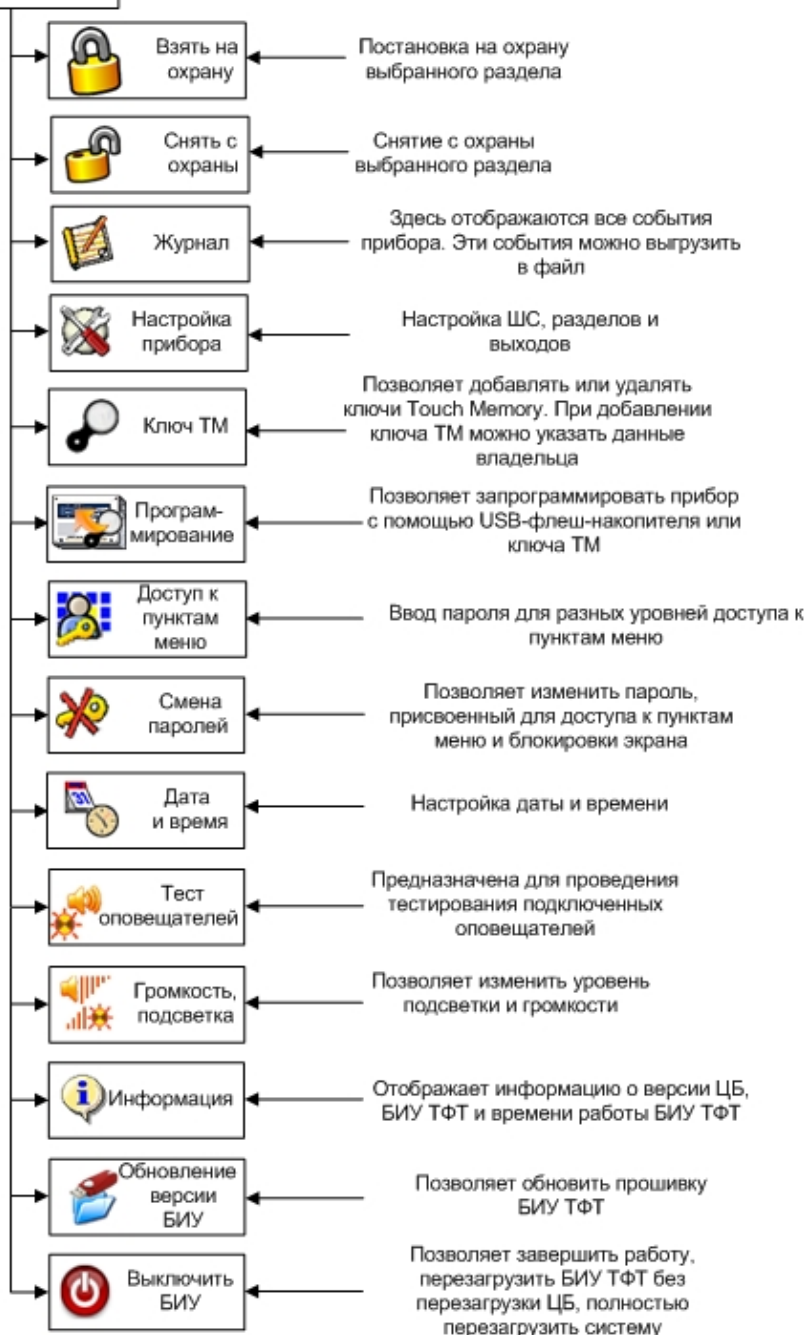 Взять на
охрану
Постановка на охрану
выбранного раздела
Снять с
охраны
Снятие с охраны
выбранного раздела
Журнал
Здесь отображаются все события
прибора. Эти события можно выгрузить
в файл
Настройка
прибора
Настройка ШС, разделов и
выходов
Ключ ТМ
Позволяет добавлять или удалять
ключи Touch Memory. При добавлении
ключа ТМ можно указать данные
владельца
Програм-
мирование
Позволяет запрограммировать прибор
с помощью USB-флеш-накопителя или
ключа ТМ
Доступ к
пунктам
меню
Ввод пароля для разных уровней доступа к
пунктам меню
Смена
паролей
Позволяет изменить пароль,
присвоенный для доступа к пунктам
меню и блокировки экрана
31
Дата
и время
Настройка даты и времени
Тест
оповещателей
Предназначена для проведения
тестирования подключенных
оповещателей
Громкость,
подсветка
Позволяет изменить уровень
подсветки и громкости
i
Информация
Отображает информацию о версии ЦБ,
БИУ ТФТ и времени работы БИУ ТФТ
Обновление
версии
БИУ
Позволяет обновить прошивку
БИУ ТФТ
Выключить
БИУ
Позволяет завершить работу,
перезагрузить БИУ ТФТ без
перезагрузки ЦБ, полностью
перезагрузить систему